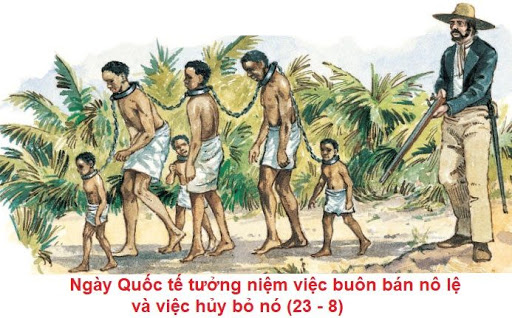 Ngày Quốc tế tưởng niệm việc buôn bán nô lệ
và việc hủy bỏ nó (23 - 8)